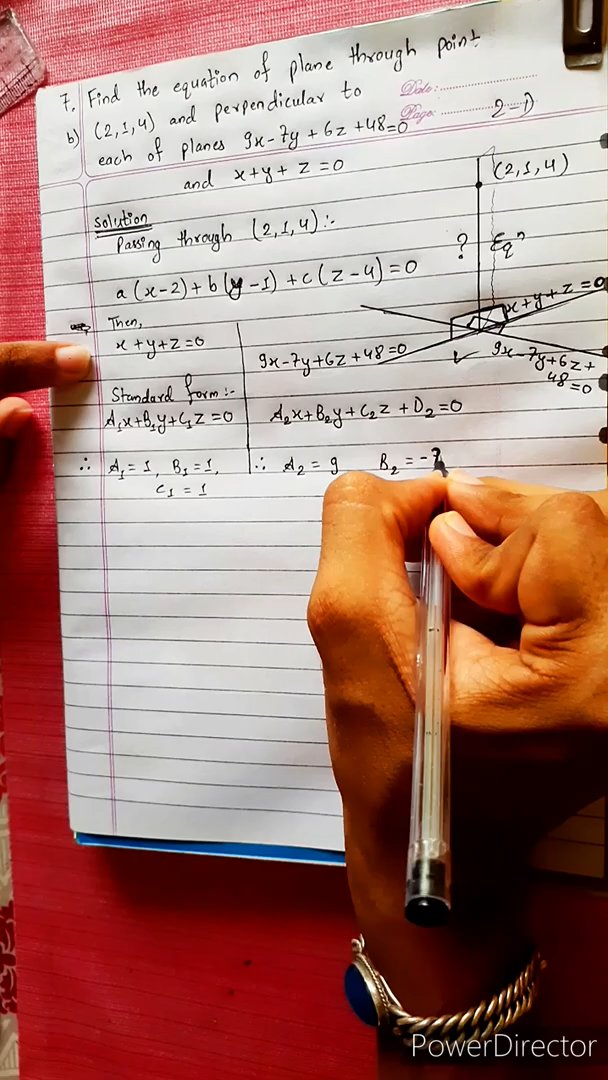 7. Find the equation of plane through point
b) (2,1,4) and perpendicular to
Date:
each of planes 9x-7y+6z+48=0
Page:
and x+y+z=0
(2,1,4)
Solution
Passing through (2,1,4):-
? Eqⁿ
a(x-2)+b(y-1)+c(z-4)=0
Then,
x+y+z=0
x+y+z=0
9x-7y+6z+48=0
9x-7y+6z+
48=0
Standard form:-
A₁x+B₁y+C₁z=0
A₂x+B₂y+C₂z+D₂=0
∴ A₁=1, B₁=1,
C₁=1
∴ A₂=9 B₂=-7
PowerDirector